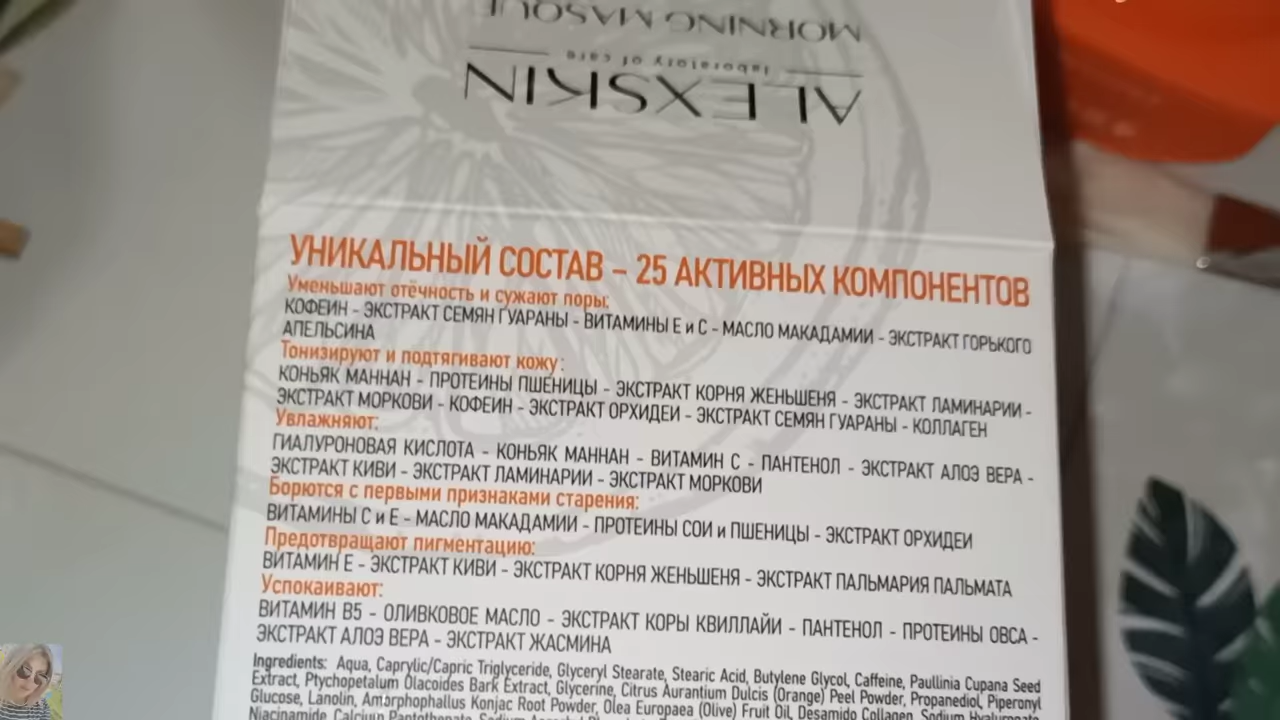 MORNING MASQUE
laboratory of care
ALEXSKIN
УНИКАЛЬНЫЙ СОСТАВ – 25 АКТИВНЫХ КОМПОНЕНТОВ
Уменьшают отёчность и сужают поры:
КОФЕИН - ЭКСТРАКТ СЕМЯН ГУАРАНЫ - ВИТАМИНЫ Е и С - МАСЛО МАКАДАМИИ - ЭКСТРАКТ ГОРЬКОГО
АПЕЛЬСИНА
Тонизируют и подтягивают кожу:
КОНЬЯК МАННАН - ПРОТЕИНЫ ПШЕНИЦЫ - ЭКСТРАКТ КОРНЯ ЖЕНЬШЕНЯ - ЭКСТРАКТ ЛАМИНАРИИ -
ЭКСТРАКТ МОРКОВИ - КОФЕИН - ЭКСТРАКТ ОРХИДЕИ - ЭКСТРАКТ СЕМЯН ГУАРАНЫ - КОЛЛАГЕН
Увлажняют:
ГИАЛУРОНОВАЯ КИСЛОТА - КОНЬЯК МАННАН - ВИТАМИН С - ПАНТЕНОЛ - ЭКСТРАКТ АЛОЭ ВЕРА -
ЭКСТРАКТ КИВИ - ЭКСТРАКТ ЛАМИНАРИИ - ЭКСТРАКТ МОРКОВИ
Борются с первыми признаками старения:
ВИТАМИНЫ С и Е - МАСЛО МАКАДАМИИ - ПРОТЕИНЫ СОИ и ПШЕНИЦЫ - ЭКСТРАКТ ОРХИДЕИ
Предотвращают пигментацию:
ВИТАМИН Е - ЭКСТРАКТ КИВИ - ЭКСТРАКТ КОРНЯ ЖЕНЬШЕНЯ - ЭКСТРАКТ ПАЛЬМАРИЯ ПАЛЬМАТА
Успокаивают:
ВИТАМИН В5 - ОЛИВКОВОЕ МАСЛО - ЭКСТРАКТ КОРЫ КВИЛЛАЙИ - ПАНТЕНОЛ - ПРОТЕИНЫ ОВСА -
ЭКСТРАКТ АЛОЭ ВЕРА - ЭКСТРАКТ ЖАСМИНА
Ingredients: Aqua, Caprylic/Capric Triglyceride, Glyceryl Stearate, Stearic Acid, Butylene Glycol, Caffeine, Paullinia Cupana Seed
Extract, Ptychopetalum Olacoides Bark Extract, Glycerine, Citrus Aurantium Dulcis (Orange) Peel Powder, Propanediol, Piperonyl
Glucose, Lanolin, Amorphophallus Konjac Root Powder, Olea Europaea (Olive) Fruit Oil, Desamido Collagen, Sodium
Niacinamide, Calcium